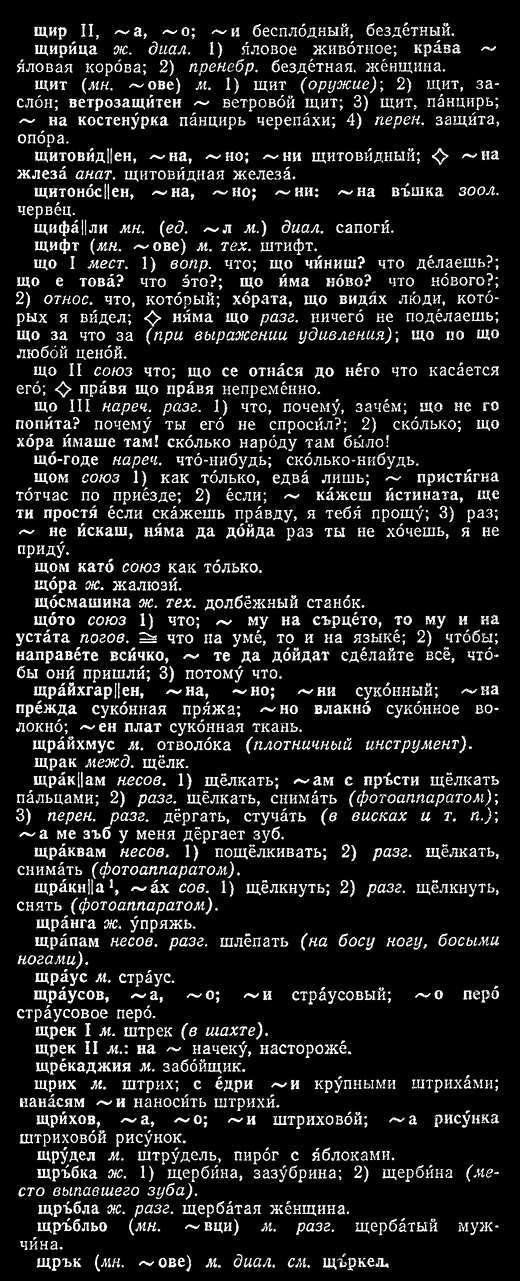 щир II, ~а, ~о; ~и беспло́дный, безде́тный.
щири́ца ж. диал. 1) я́ловое живо́тное; кра́ва ~
я́ловая коро́ва; 2) пренебр. безде́тная же́нщина.
щит (мн. ~ове) м. 1) щит (оружие); 2) щит, за-
сло́н; ветрозащи́тен ~ ветрово́й щит; 3) щит, па́нцирь;
~ на костену́рка па́нцирь черепа́хи; 4) перен. защи́та,
опо́ра.
щитови́д||ен, ~на, ~но; ~ни щитови́дный; ◇ ~на
жлеза́ анат. щитови́дная железа́.
щитоно́с||ен, ~на, ~но; ~ни: ~на въ́шка зоол.
черве́ц.
щифа́||ли мн. (ед. ~л м.) диал. сапоги́.
щифт (мн. ~ове) м. тех. штифт.
що I мест. 1) вопр. что; що чи́ниш? что де́лаешь?;
що е това́? что э́то?; що и́ма но́во? что но́вого?;
2) относ. что, кото́рый; хо́рата, що видя́х лю́ди, кото́-
рых я ви́дел; ◇ ня́ма що разг. ничего́ не поде́лаешь;
що за что за (при выражении удивления); що по що
любо́й цено́й.
що II союз что; що се отна́ся до не́го что каса́ется
его́; ◇ пра́вя що пра́вя непреме́нно.
що III нареч. разг. 1) что, почему́, заче́м; що не го
попи́та? почему́ ты его́ не спроси́л?; 2) ско́лько; що
хо́ра и́маше там! ско́лько наро́ду там бы́ло!
що́-годе нареч. что́-нибудь; ско́лько-нибудь.
щом союз 1) как то́лько, едва́ лишь; ~ присти́гна
то́тчас по прие́зде; 2) е́сли; ~ ка́жеш и́стината, ще
ти простя́ е́сли ска́жешь пра́вду, я тебя́ прощу́; 3) раз;
~ не и́скаш, ня́ма да до́йда раз ты не хо́чешь, я не
приду́.
щом като́ союз как то́лько.
що́ра ж. жалюзи́.
що́смашина ж. тех. долбёжный стано́к.
що́то союз 1) что; ~ му на сърце́то, то му и на
уста́та погов. ≅ что на уме́, то и на языке́; 2) что́бы;
направе́те вси́чко, ~ те да до́йдат сде́лайте всё, что́-
бы они́ пришли́; 3) потому́ что.
щра́йхгар||ен, ~на, ~но; ~ни суко́нный; ~на
пре́жда суко́нная пря́жа; ~но влакно́ суко́нное во-
локно́; ~ен плат суко́нная ткань.
щра́йхмус м. отволо́ка (плотничный инструмент).
щрак межд. щёлк.
щра́к||ам несов. 1) щёлкать; ~ам с пръ́сти щёлкать
па́льцами; 2) разг. щёлкать, снима́ть (фотоаппаратом);
3) перен. разг. дёргать, стуча́ть (в висках и т. п.);
~а ме зъб у меня́ дёргает зуб.
щра́квам несов. 1) пощёлкивать; 2) разг. щёлкать,
снима́ть (фотоаппаратом).
щра́кн||а¹, ~ах сов. 1) щёлкнуть; 2) разг. щёлкнуть,
снять (фотоаппаратом).
щра́нга ж. у́пряжь.
щра́пам несов. разг. шлёпать (на босу ногу, босыми
ногами).
щра́ус м. стра́ус.
щра́усов, ~а, ~о; ~и стра́усовый; ~о перо́
стра́усовое перо́.
щрек I м. штрек (в шахте).
щрек II м.: на ~ начеку́, насторо́же.
щре́каджия м. забо́йщик.
щрих м. штрих; с е́дри ~и кру́пными штриха́ми;
нана́сям ~и наноси́ть штрихи́.
щри́хов, ~а, ~о; ~и штрихово́й; ~а рису́нка
штрихово́й рису́нок.
щру́дел м. штру́дель, пиро́г с я́блоками.
щръ́бка ж. 1) щерби́на, зазу́брина; 2) щерби́на (ме-
сто выпавшего зуба).
щръ́бла ж. разг. щерба́тая же́нщина.
щръ́бльо (мн. ~вци) м. разг. щерба́тый муж-
чи́на.
щрък (мн. ~ове) м. диал. см. щъ́ркел.